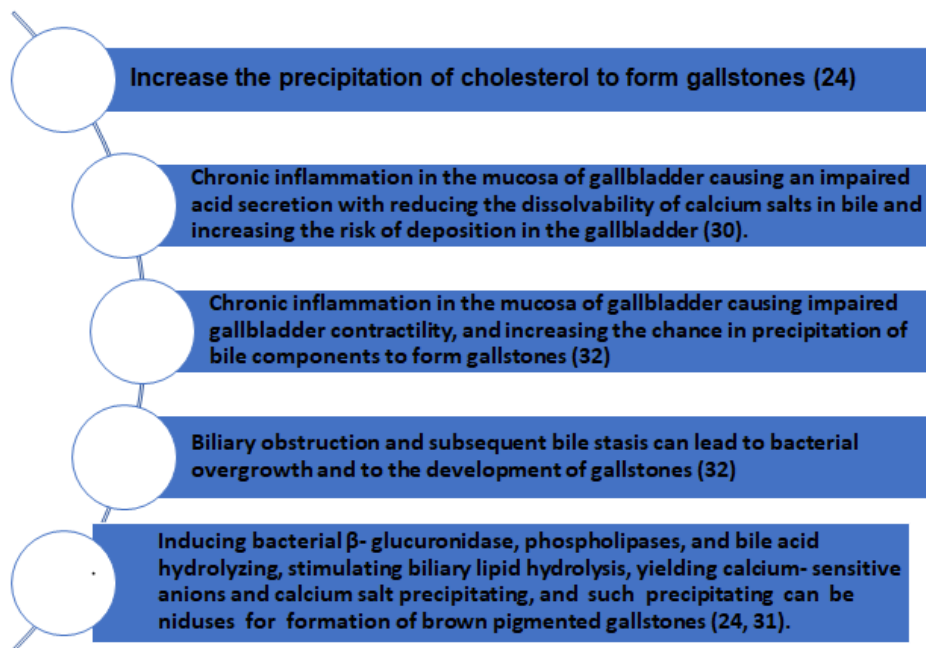 Increase the precipitation of cholesterol to form gallstones (24)
Chronic inflammation in the mucosa of gallbladder causing an impaired
acid secretion with reducing the dissolvability of calcium salts in bile and
increasing the risk of deposition in the gallbladder (30).
Chronic inflammation in the mucosa of gallbladder causing impaired
gallbladder contractility, and increasing the chance in precipitation of
bile components to form gallstones (32)
Biliary obstruction and subsequent bile stasis can lead to bacterial
overgrowth and to the development of gallstones (32)
Inducing bacterial β- glucuronidase, phospholipases, and bile acid
hydrolyzing, stimulating biliary lipid hydrolysis, yielding calcium- sensitive
anions and calcium salt precipitating, and such precipitating can be
niduses for formation of brown pigmented gallstones (24, 31).